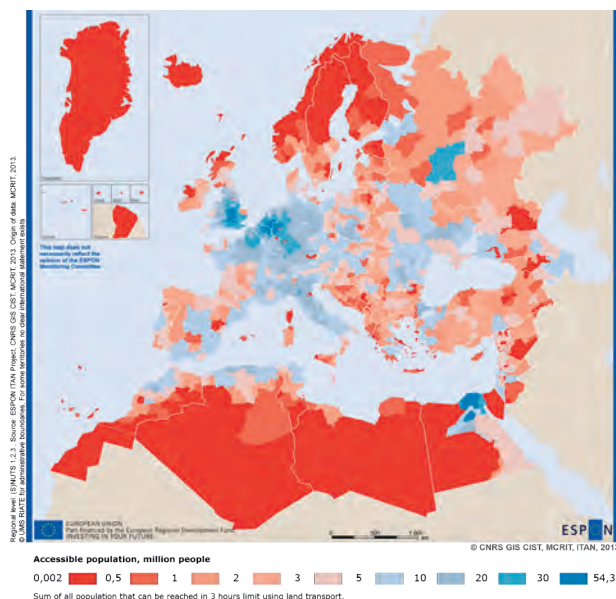 This map does not
necessarily reflect the
opinion of the ESPON
Monitoring Committee
Regional level: (S)NUTS 1,2,3. Source: ESPON ITAN Project, CNRS GIS CIST, MCRIT, 2013. Origin of data: MCRIT, 2013.
© UMS RIATE for administrative boundaries. For some territories no clear international statement exists
EUROPEAN UNION
Part-financed by the European Regional Development Fund
INVESTING IN YOUR FUTURE
0 500 1 000
km
ESPON
© CNRS GIS CIST, MCRIT, ITAN, 2013
Accessible population, million people
0,002 0,5 1 2 3 5 10 20 30 54,3
Sum of all population that can be reached in 3 hours limit using land transport.